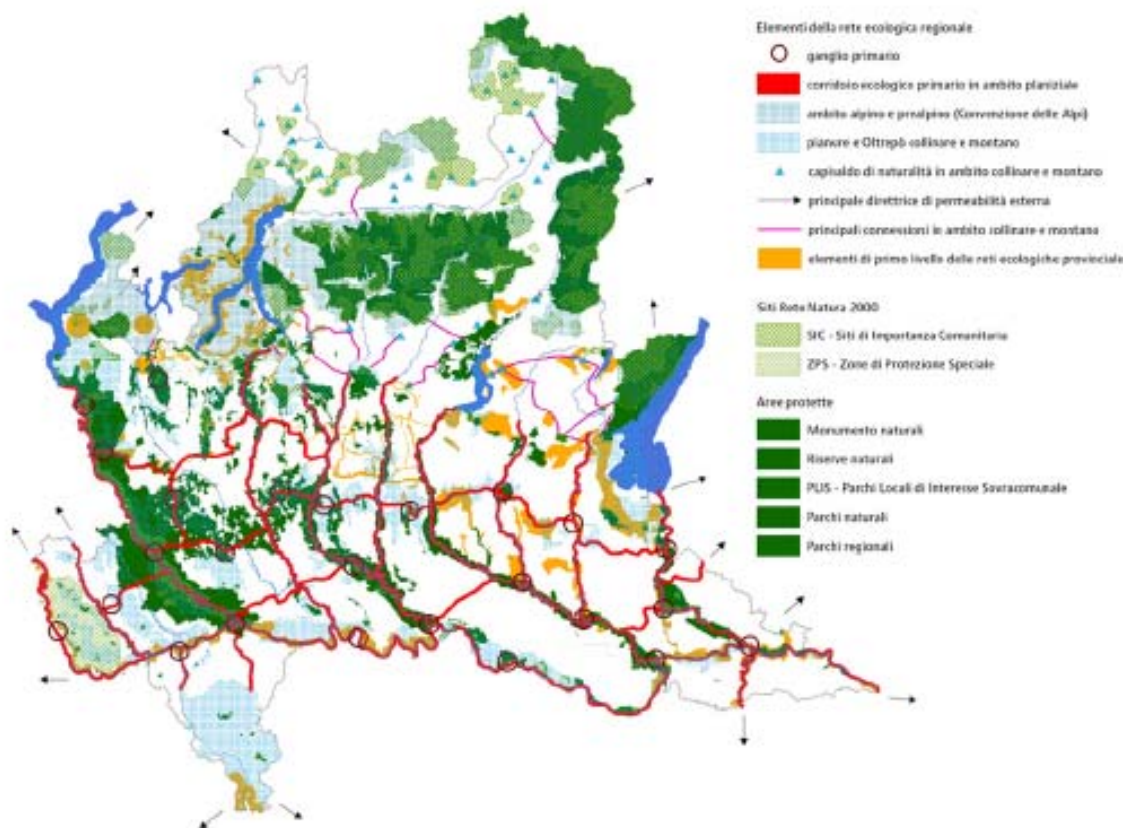 Elementi della rete ecologica regionale
ganglio primario
corridoio ecologico primario in ambito planiziale
ambito alpino e prealpino (Convenzione delle Alpi)
pianure e Oltrepò collinare e montano
caposaldo di naturalità in ambito collinare e montano
principale direttrice di permeabilità esterna
principali connessioni in ambito collinare e montano
elementi di primo livello delle reti ecologiche provinciale
Siti Rete Natura 2000
SIC - Siti di Importanza Comunitaria
ZPS - Zone di Protezione Speciale
Aree protette
Monumento naturali
Riserve naturali
PLIS - Parchi Locali di Interesse Sovracomunale
Parchi naturali
Parchi regionali